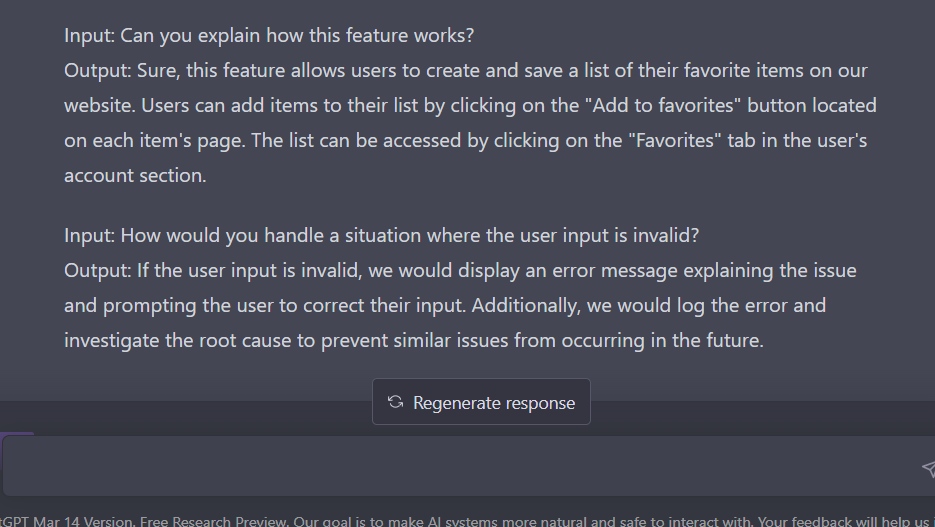 Input: Can you explain how this feature works?
Output: Sure, this feature allows users to create and save a list of their favorite items on our
website. Users can add items to their list by clicking on the "Add to favorites" button located
on each item's page. The list can be accessed by clicking on the "Favorites" tab in the user's
account section.
Input: How would you handle a situation where the user input is invalid?
Output: If the user input is invalid, we would display an error message explaining the issue
and prompting the user to correct their input. Additionally, we would log the error and
investigate the root cause to prevent similar issues from occurring in the future.
Regenerate response
tGPT Mar 14 Version. Free Research Preview. Our goal is to make AI systems more natural and safe to interact with. Your feedback will help us